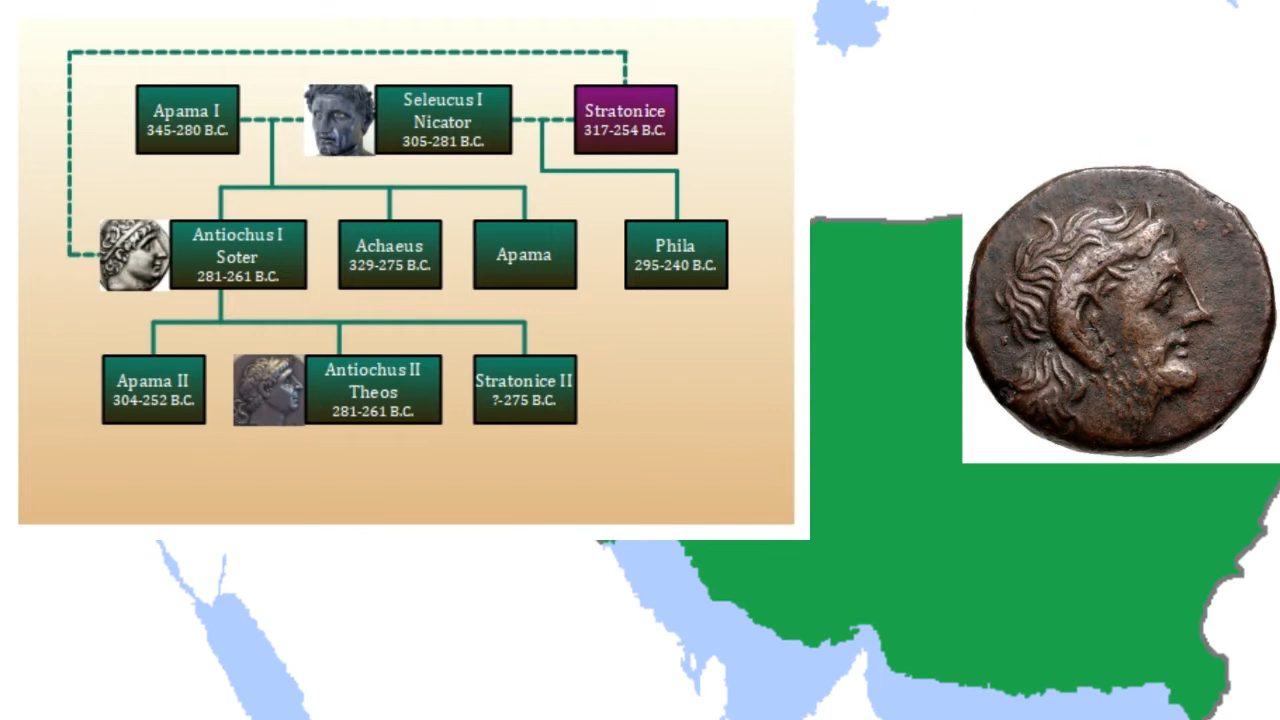 Apama I
345-280 B.C.
Seleucus I
Nicator
305-281 B.C.
Stratonice
317-254 B.C.
Antiochus I
Soter
281-261 B.C.
Achaeus
329-275 B.C.
Apama
Phila
295-240 B.C.
Apama II
304-252 B.C.
Antiochus II
Theos
281-261 B.C.
Stratonice II
?-275 B.C.